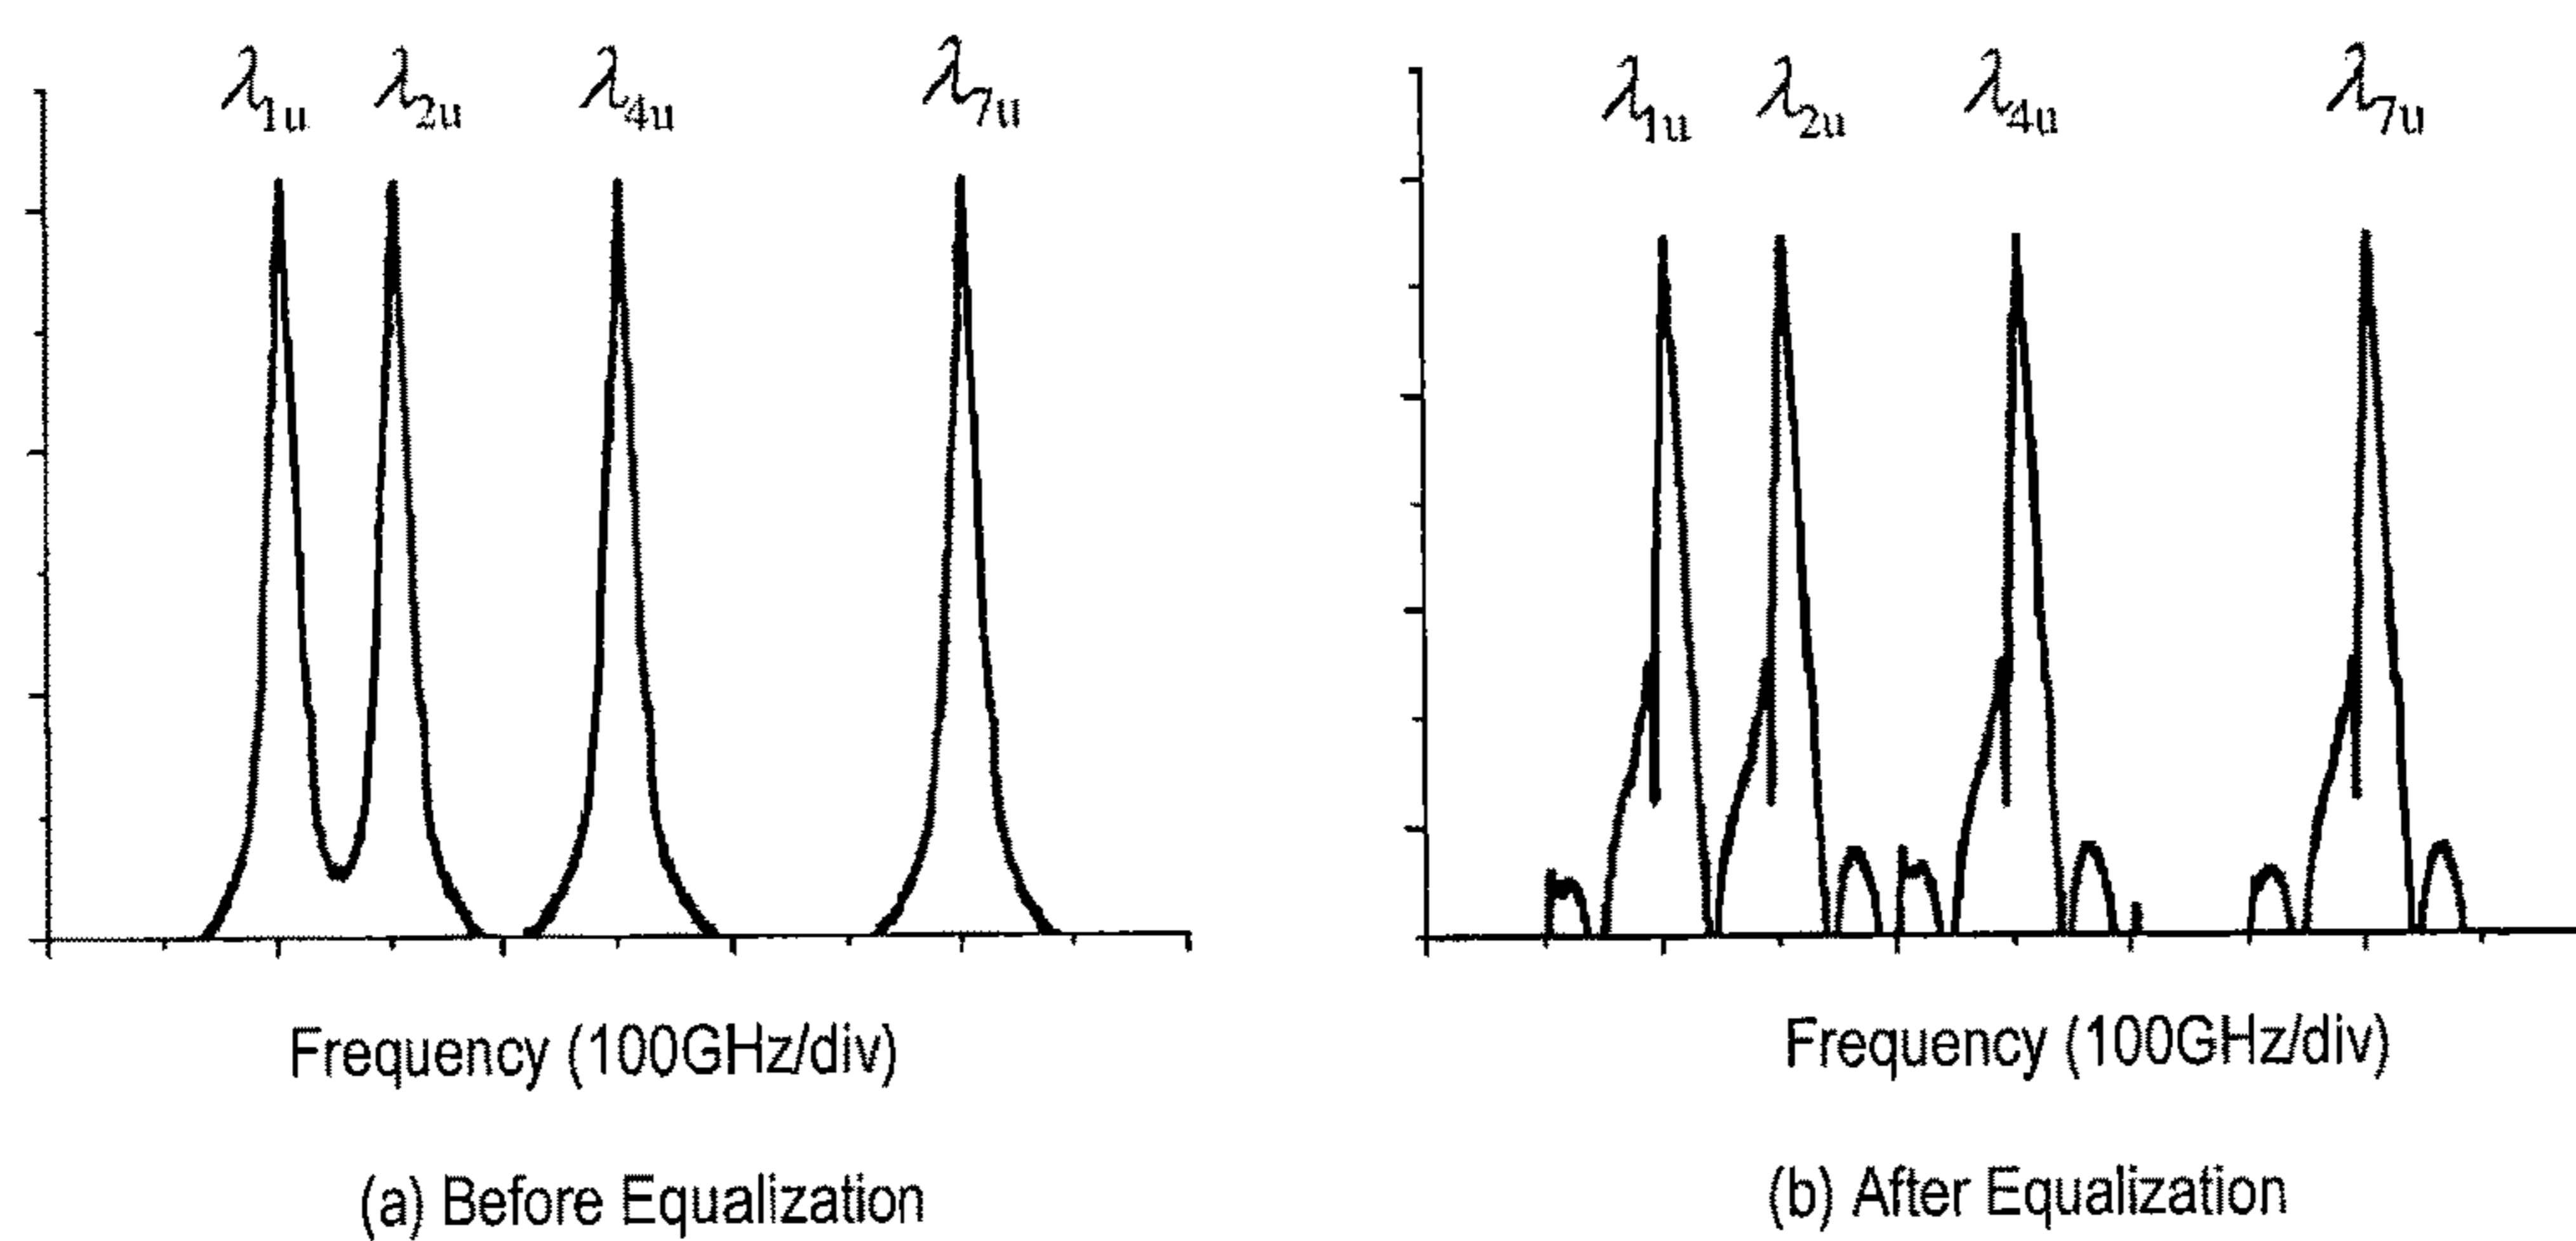 λ1u λ2u λ4u λ7u
Frequency (100GHz/div)
(a) Before Equalization
λ1u λ2u λ4u λ7u
Frequency (100GHz/div)
(b) After Equalization